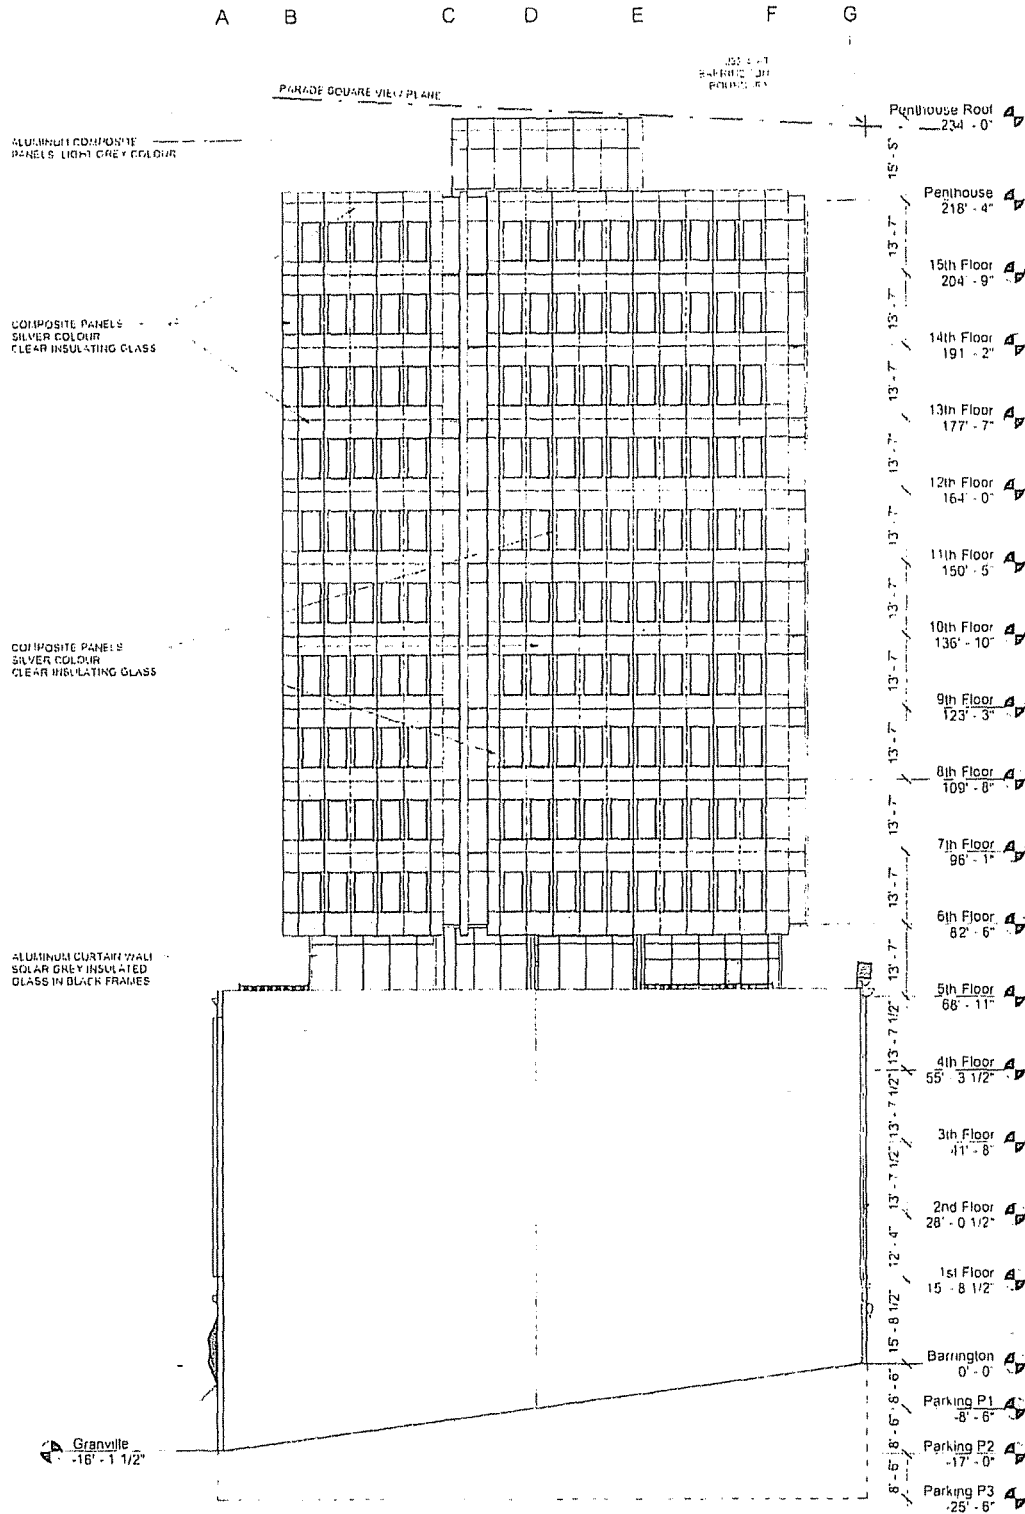 A B C D E F G
PARADE SQUARE VIEW PLANE
BARRINGTON
Penthouse Roof
234 - 0"
15' - 8"
ALUMINUM COMPOSITE
PANELS LIGHT GREY COLOUR
Penthouse
218' - 4"
13' - 7"
15th Floor
204' - 9"
13' - 7"
COMPOSITE PANELS
SILVER COLOUR
CLEAR INSULATING GLASS
14th Floor
191 - 2"
13' - 7"
13th Floor
177' - 7"
13' - 7"
12th Floor
164' - 0"
13' - 7"
11th Floor
150' - 5"
13' - 7"
10th Floor
136' - 10"
COMPOSITE PANELS
SILVER COLOUR
CLEAR INSULATING GLASS
13' - 7"
9th Floor
123' - 3"
13' - 7"
8th Floor
109' - 8"
13' - 7"
7th Floor
96' - 1"
13' - 7"
6th Floor
82' - 6"
ALUMINUM CURTAIN WALL
SOLAR GREY INSULATED
GLASS IN BLACK FRAMES
13' - 7"
5th Floor
68' - 11"
13' - 7 1/2"
4th Floor
55' 3 1/2"
13' - 7 1/2"
3th Floor
41' - 8"
13' - 7 1/2"
2nd Floor
28' - 0 1/2"
12' - 4"
1st Floor
15 - 8 1/2"
15' - 8 1/2"
Barrington
0' - 0"
8' - 6"
Parking P1
-8' - 6"
8' - 6"
Granville
-16' - 1 1/2"
Parking P2
-17' - 0"
8' - 6"
Parking P3
-25' - 6"